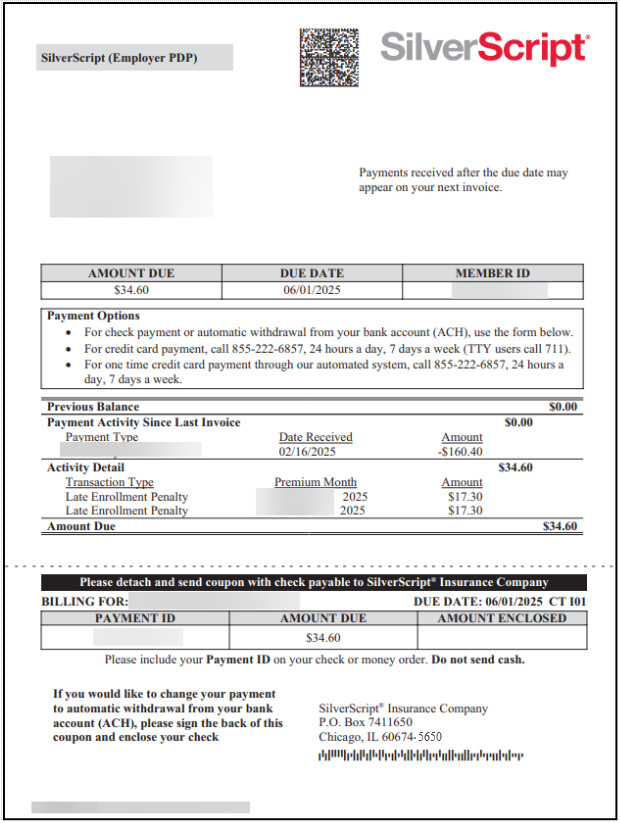 SilverScript (Employer PDP)
SilverScript®
Payments received after the due date may
appear on your next invoice.
AMOUNT DUE DUE DATE MEMBER ID
$34.60 06/01/2025
Payment Options
• For check payment or automatic withdrawal from your bank account (ACH), use the form below.
• For credit card payment, call 855-222-6857, 24 hours a day, 7 days a week (TTY users call 711).
• For one time credit card payment through our automated system, call 855-222-6857, 24 hours a
day, 7 days a week.
Previous Balance $0.00
Payment Activity Since Last Invoice $0.00
Payment Type Date Received Amount
02/16/2025 -$160.40
Activity Detail $34.60
Transaction Type Premium Month Amount
Late Enrollment Penalty 2025 $17.30
Late Enrollment Penalty 2025 $17.30
Amount Due $34.60
Please detach and send coupon with check payable to SilverScript® Insurance Company
BILLING FOR: DUE DATE: 06/01/2025 CT I01
PAYMENT ID AMOUNT DUE AMOUNT ENCLOSED
$34.60
Please include your Payment ID on your check or money order. Do not send cash.
If you would like to change your payment
to automatic withdrawal from your bank
account (ACH), please sign the back of this
coupon and enclose your check
SilverScript® Insurance Company
P.O. Box 7411650
Chicago, IL 60674-5650